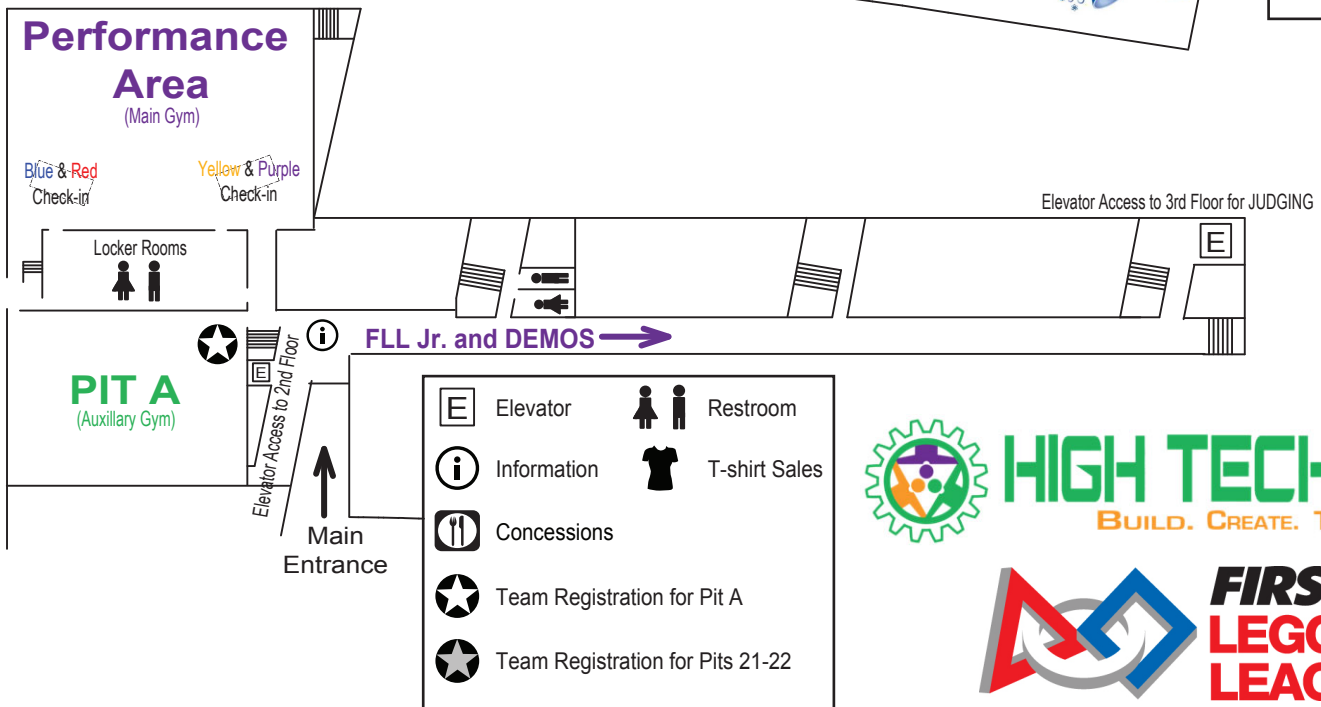 Performance
Area
(Main Gym)
Blue & Red
Check-in
Yellow & Purple
Check-in
Elevator Access to 3rd Floor for JUDGING
E
Locker Rooms
i
FLL Jr. and DEMOS
E
Elevator Access to 2nd Floor
PIT A
(Auxillary Gym)
Main
Entrance
E Elevator
Restroom
i Information
T-shirt Sales
Concessions
Team Registration for Pit A
Team Registration for Pits 21-22
HIGH TECH
BUILD. CREATE. T
FIRS
LEGO
LEAG